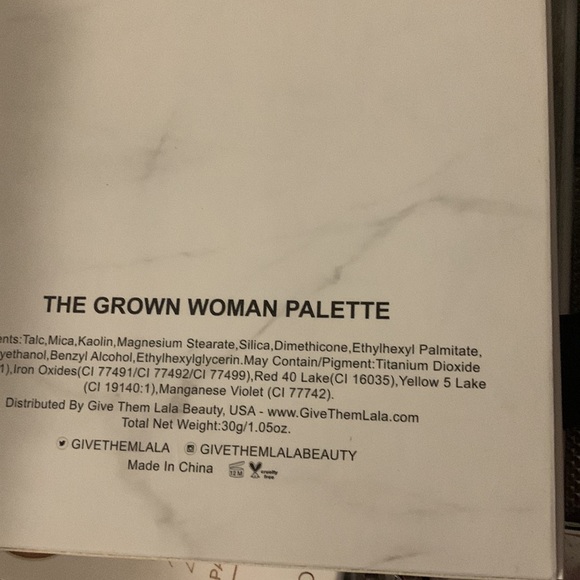 THE GROWN WOMAN PALETTE
ents:Talc,Mica,Kaolin,Magnesium Stearate,Silica,Dimethicone,Ethylhexyl Palmitate,
yethanol,Benzyl Alcohol,Ethylhexylglycerin.May Contain/Pigment:Titanium Dioxide
1),Iron Oxides(CI 77491/CI 77492/CI 77499),Red 40 Lake(CI 16035),Yellow 5 Lake
(CI 19140:1),Manganese Violet (CI 77742).
Distributed By Give Them Lala Beauty, USA - www.GiveThemLala.com
Total Net Weight:30g/1.05oz.
GIVETHEMLALA GIVETHEMLALABEAUTY
Made In China 12 M cruelty free